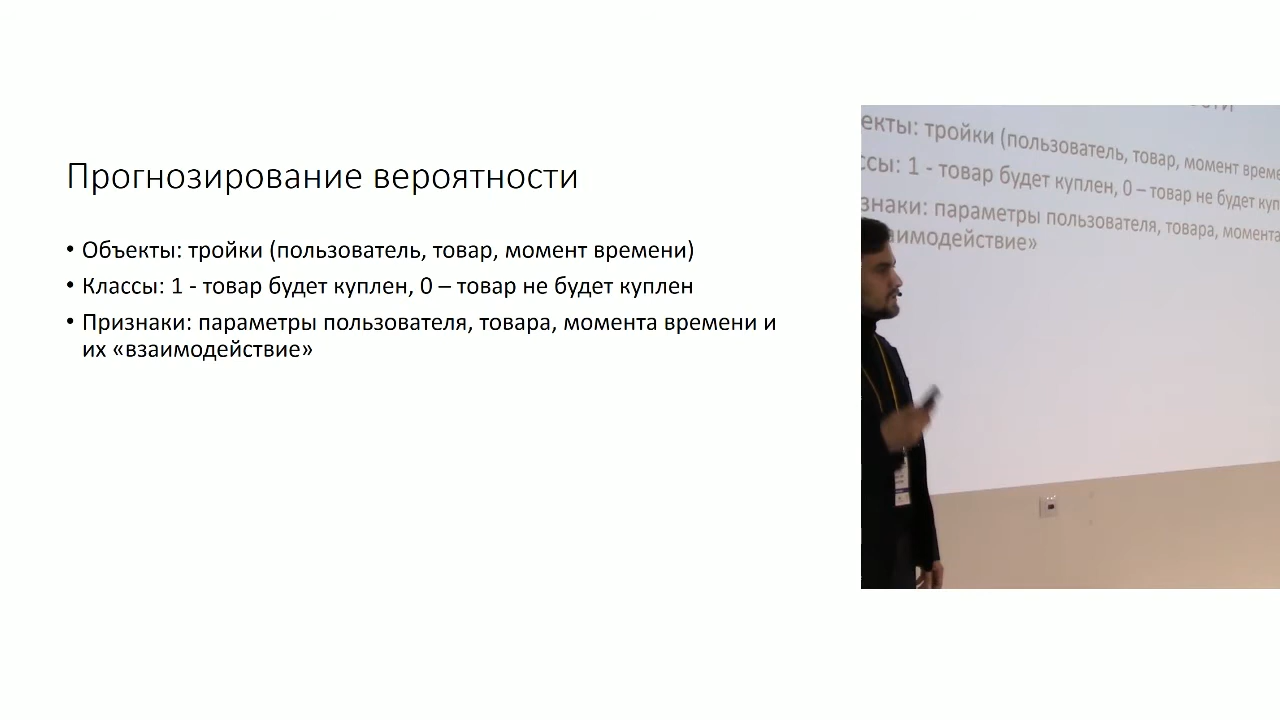 Прогнозирование вероятности
• Объекты: тройки (пользователь, товар, момент времени)
• Классы: 1 - товар будет куплен, 0 – товар не будет куплен
• Признаки: параметры пользователя, товара, момента времени и
их «взаимодействие»
екты: тройки (пользователь, товар, момент време
ссы: 1 - товар будет куплен, 0 – товар не будет куп
знаки: параметры пользователя, товара, момента
аимодействие»